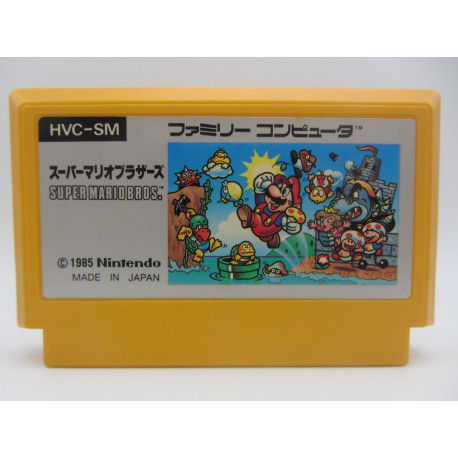 HVC-SM
ファミリー コンピュータ™
スーパーマリオブラザーズ
SUPER MARIO BROS.™
© 1985 Nintendo
MADE IN JAPAN